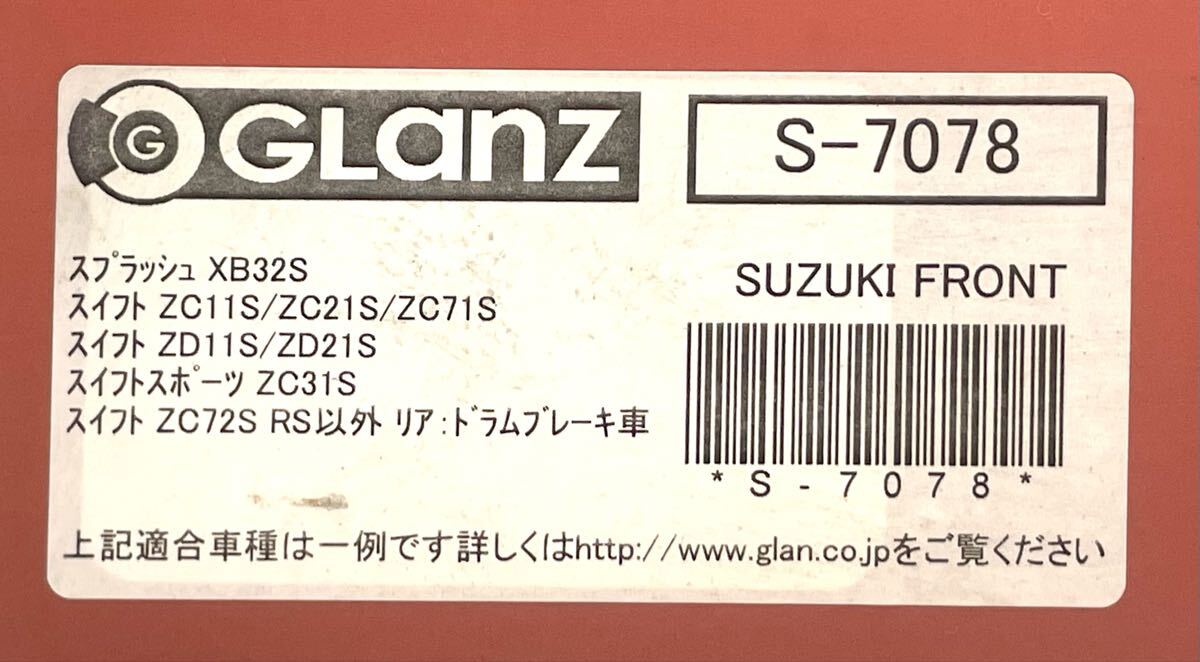 G GLanz
S-7078
スプラッシュ XB32S
スイフト ZC11S/ZC21S/ZC71S
スイフト ZD11S/ZD21S
スイフトスポーツ ZC31S
スイフト ZC72S RS以外 リア:ドラムブレーキ車
SUZUKI FRONT
*S-7078*
上記適合車種は一例です詳しくはhttp://www.glan.co.jpをご覧ください